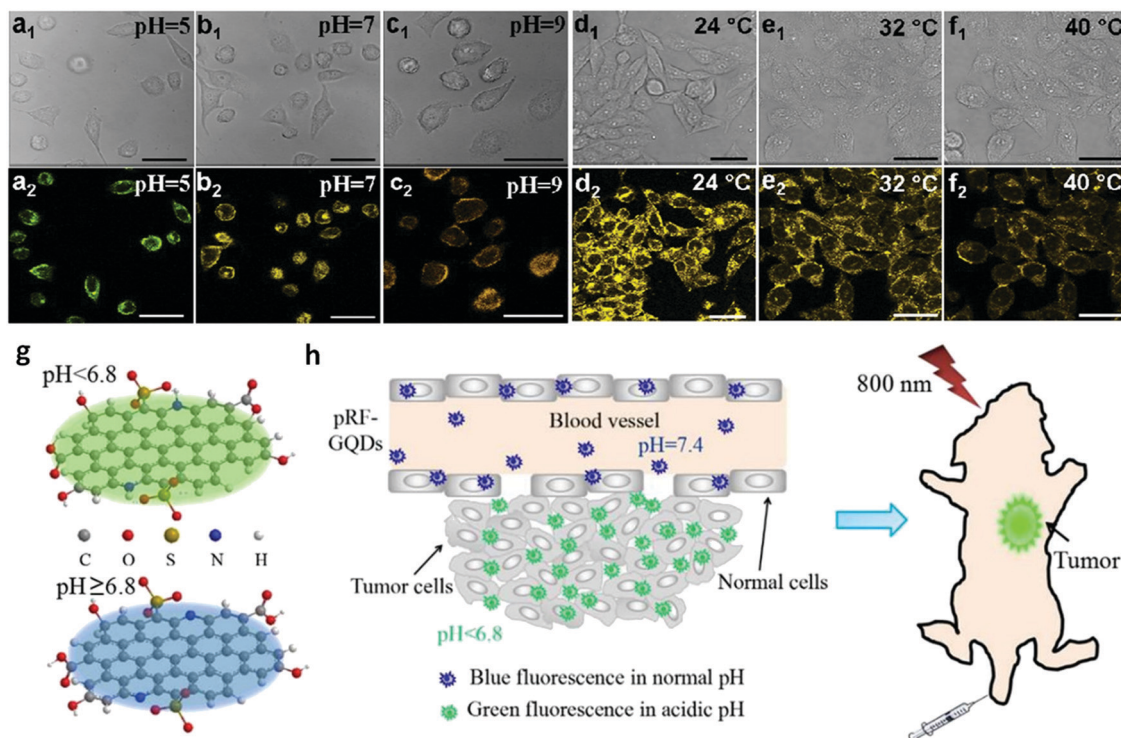 a1 pH=5
b1 pH=7
c1 pH=9
d1 24 °C
e1 32 °C
f1 40 °C
a2 pH=5
b2 pH=7
c2 pH=9
d2 24 °C
e2 32 °C
f2 40 °C
g
pH<6.8
C O S N H
pH≥6.8
h
pRF-
GQDs
Blood vessel
pH=7.4
Tumor cells
Normal cells
pH<6.8
Blue fluorescence in normal pH
Green fluorescence in acidic pH
800 nm
Tumor